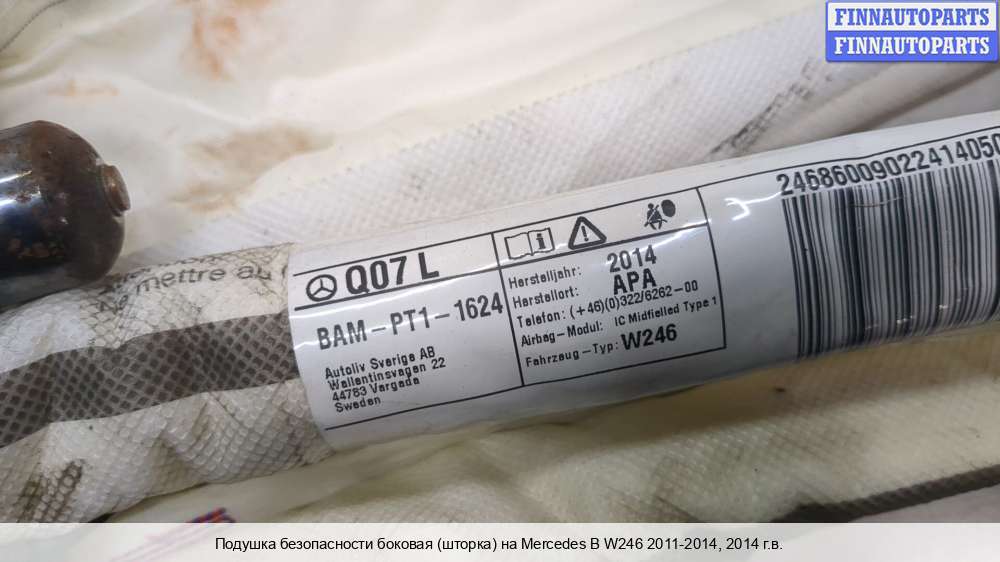 FINNAUTOPARTS
FINNAUTOPARTS
24686009022414050
Q07 L
BAM-PT1-1624
Autoliv Sverige AB
Wallentinsvagen 22
44783 Vargada
Sweden
Herstelljahr: 2014
Herstellort: APA
Telefon: (+46)(0)322/6262-00
Airbag-Modul: IC Midfielled Type 1
Fahrzeug-Typ: W246
mettre au
Подушка безопасности боковая (шторка) на Mercedes B W246 2011-2014, 2014 г.в.